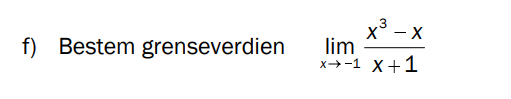 f) Bestem grenseverdien lim x→−1 (x³ − x)/(x + 1)